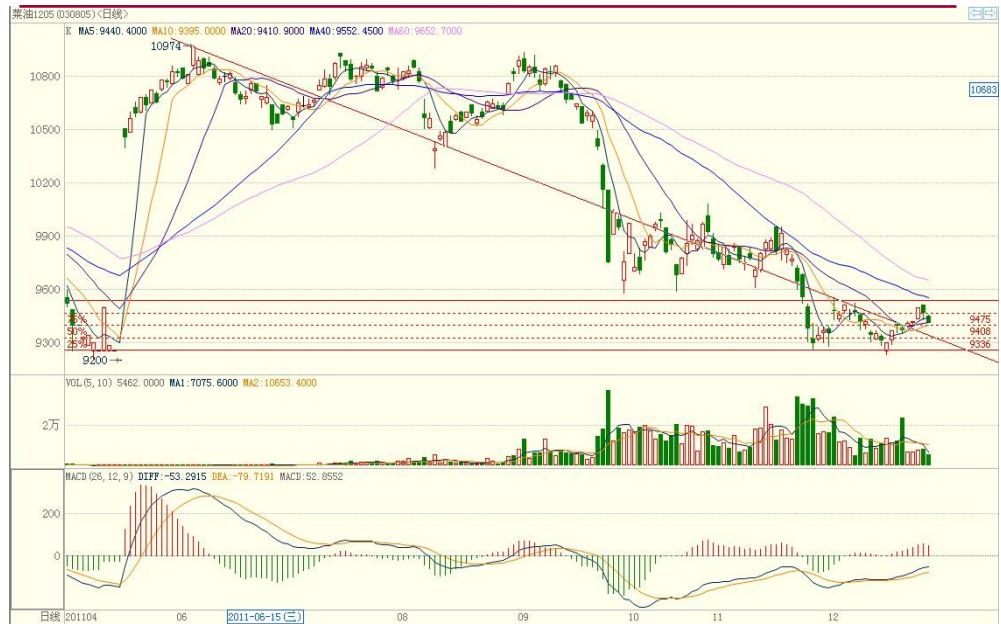 菜油1205(030805)<日线>
K MA5:9440.4000 MA10:9395.0000 MA20:9410.9000 MA40:9552.4500 MA60:9652.7000
10974→
10800
10683
10500
10200
9900
9600
75% 9475
50% 9408
9300 25% 9336
9200→
VOL(5,10) 5462.0000 MA1:7075.6000 MA2:10653.4000
2万
MACD(26,12,9) DIFF:-53.2915 DEA:-79.7191 MACD:52.8552
200
0
日线 201104 06 2011-06-15(三) 08 09 10 11 12